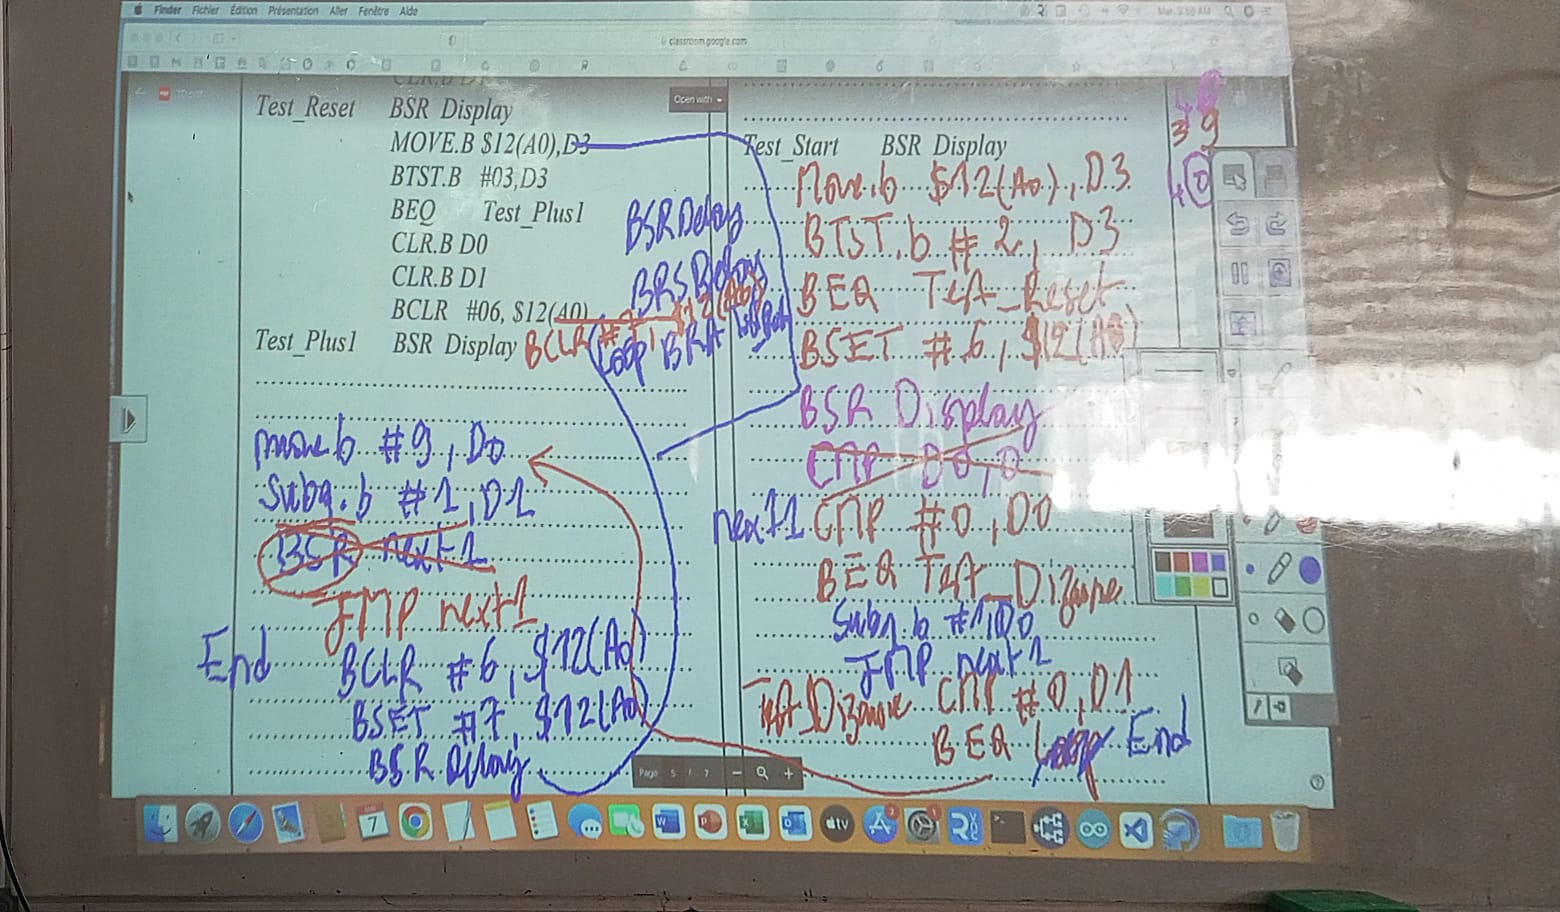 Finder Fichier Édition Présentation Aller Fenêtre Aide
classroom.google.com
CLR.B D1
Open with
Test_Reset BSR Display
MOVE.B $12(A0),D3
BTST.B #03,D3
BEQ Test_Plus1
CLR.B D0
CLR.B D1
BCLR #06, $12(A0)
Test_Plus1 BSR Display
BSR Delay
BRS Delay
BCLR #7, $12(A0)
Loop BRA
move.b #9, D0
Subq.b #1, D1
BSR next1
JMP next1
End BCLR #6, $12(A0)
BSET #7, $12(A0)
BSR Delay
Test_Start BSR Display
Move.b $12(A0), D3
BTST.b #2, D3
BEQ Test_Reset
BSET #6, $12(A0)
BSR Display
CMP D0, 0
next1 CMP #0, D0
BEQ Test_Dizaine
Subq.b #1, D0
JMP next1
Test_Dizaine CMP #0, D1
BEQ Loop End
39
40
Page 5 / 7